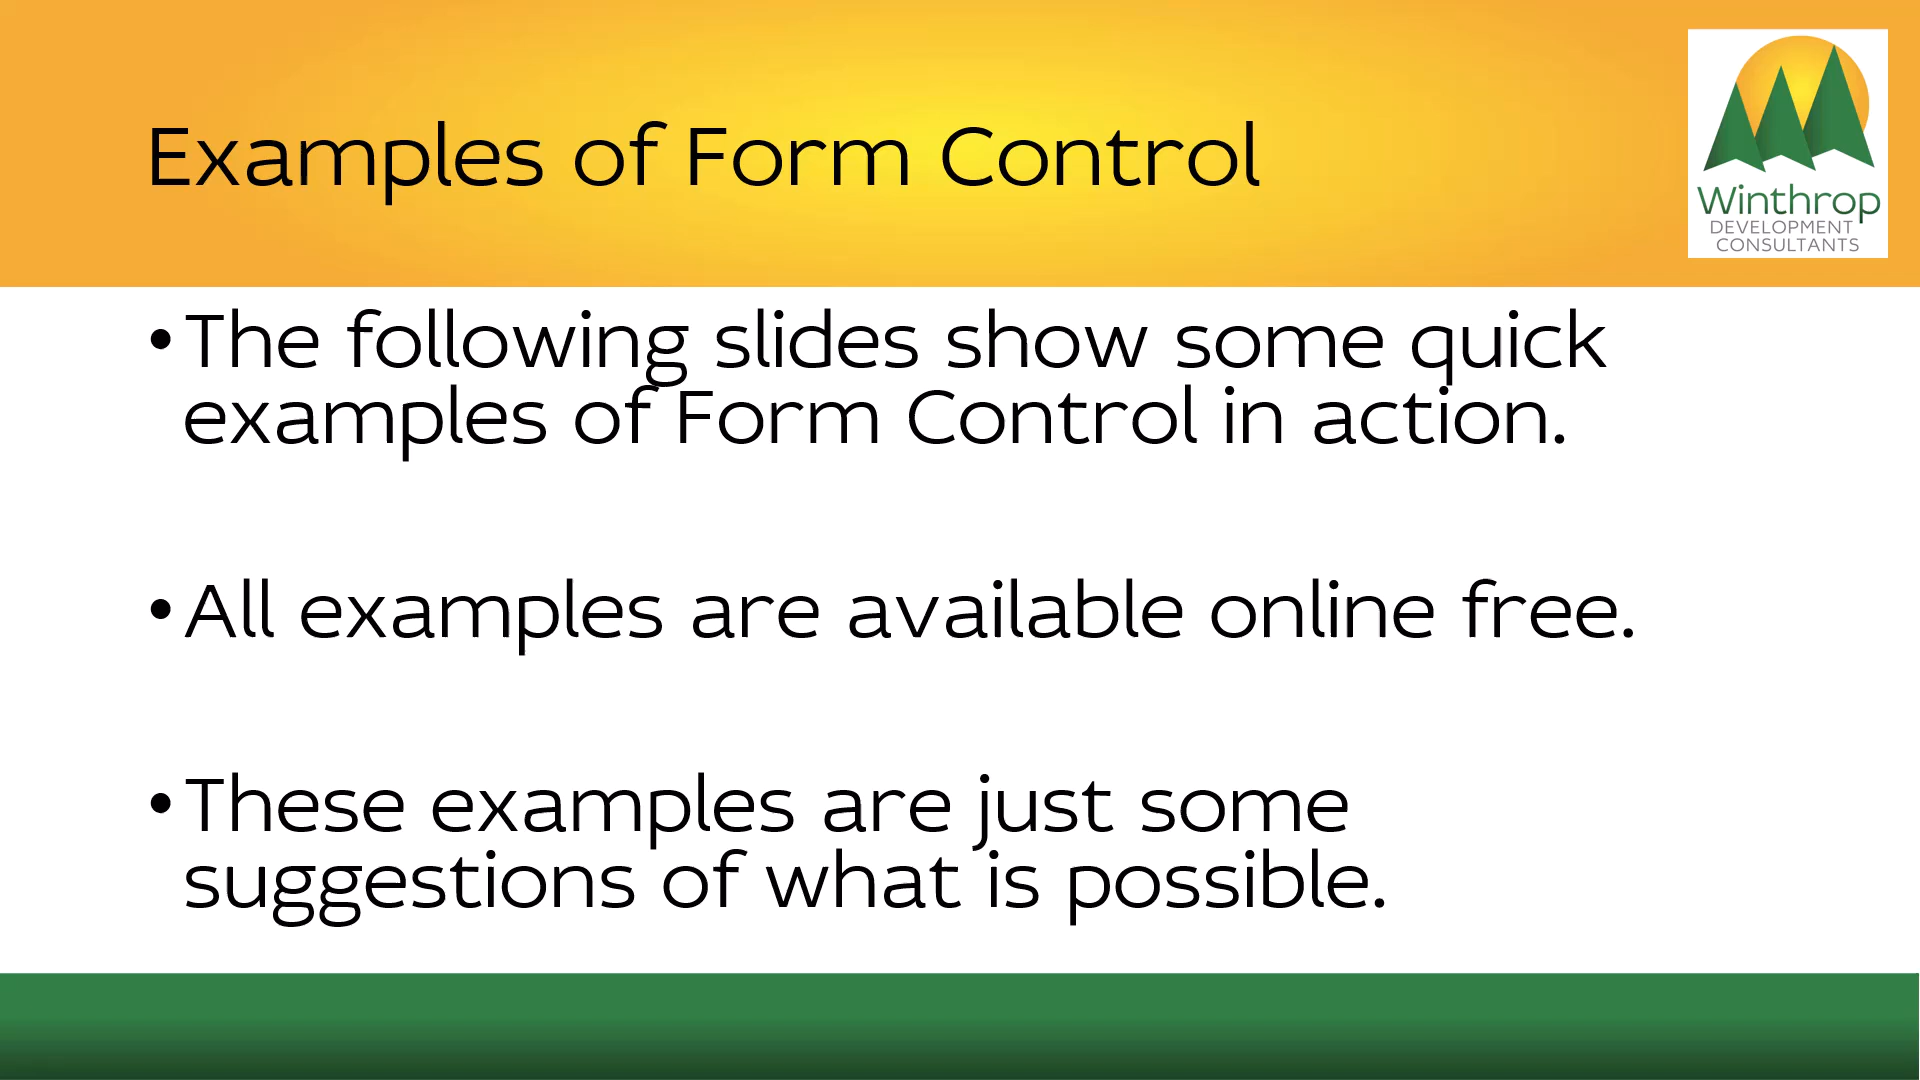 Examples of Form Control
Winthrop
DEVELOPMENT
CONSULTANTS
• The following slides show some quick
examples of Form Control in action.
• All examples are available online free.
• These examples are just some
suggestions of what is possible.